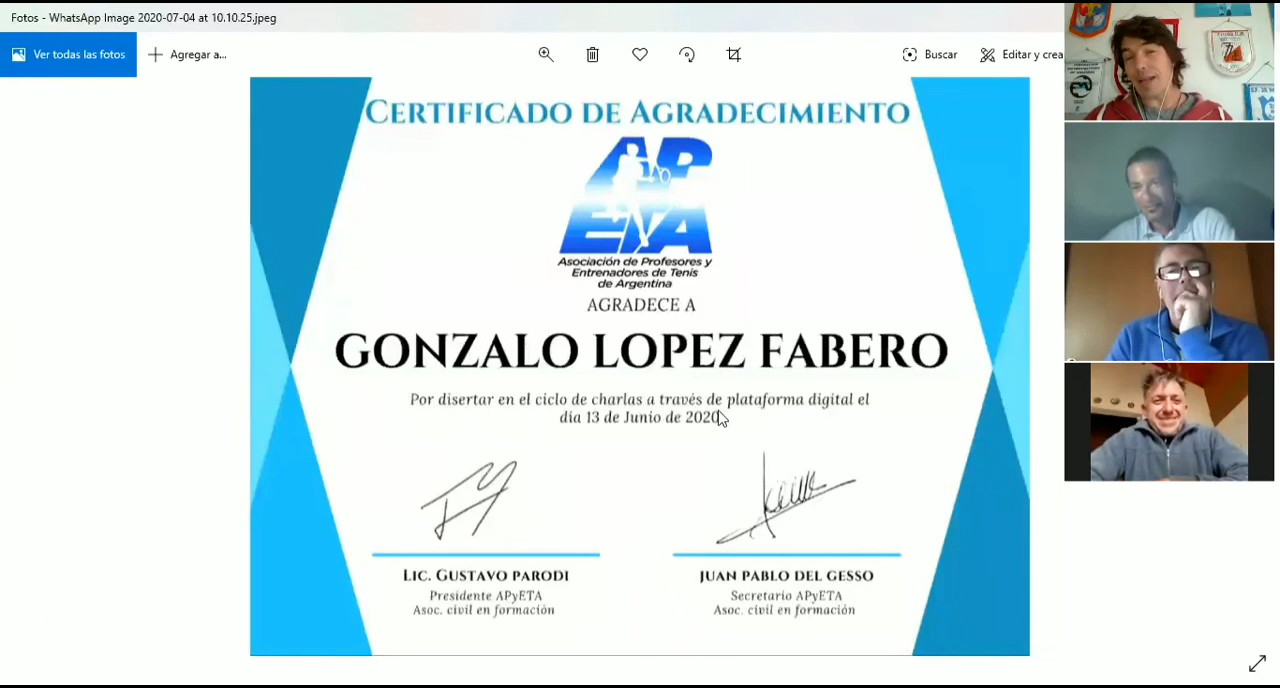 Fotos - WhatsApp Image 2020-07-04 at 10.10.25.jpeg
Ver todas las fotos
Agregar a...
Buscar
Editar y crea
CERTIFICADO DE AGRADECIMIENTO
APETA
Asociación de Profesores y
Entrenadores de Tenis
de Argentina
AGRADECE A
GONZALO LOPEZ FABERO
Por disertar en el ciclo de charlas a través de plataforma digital el
día 13 de Junio de 2020
LIC. GUSTAVO PARODI
Presidente APyETA
Asoc. civil en formación
JUAN PABLO DEL GESSO
Secretario APyETA
Asoc. civil en formación